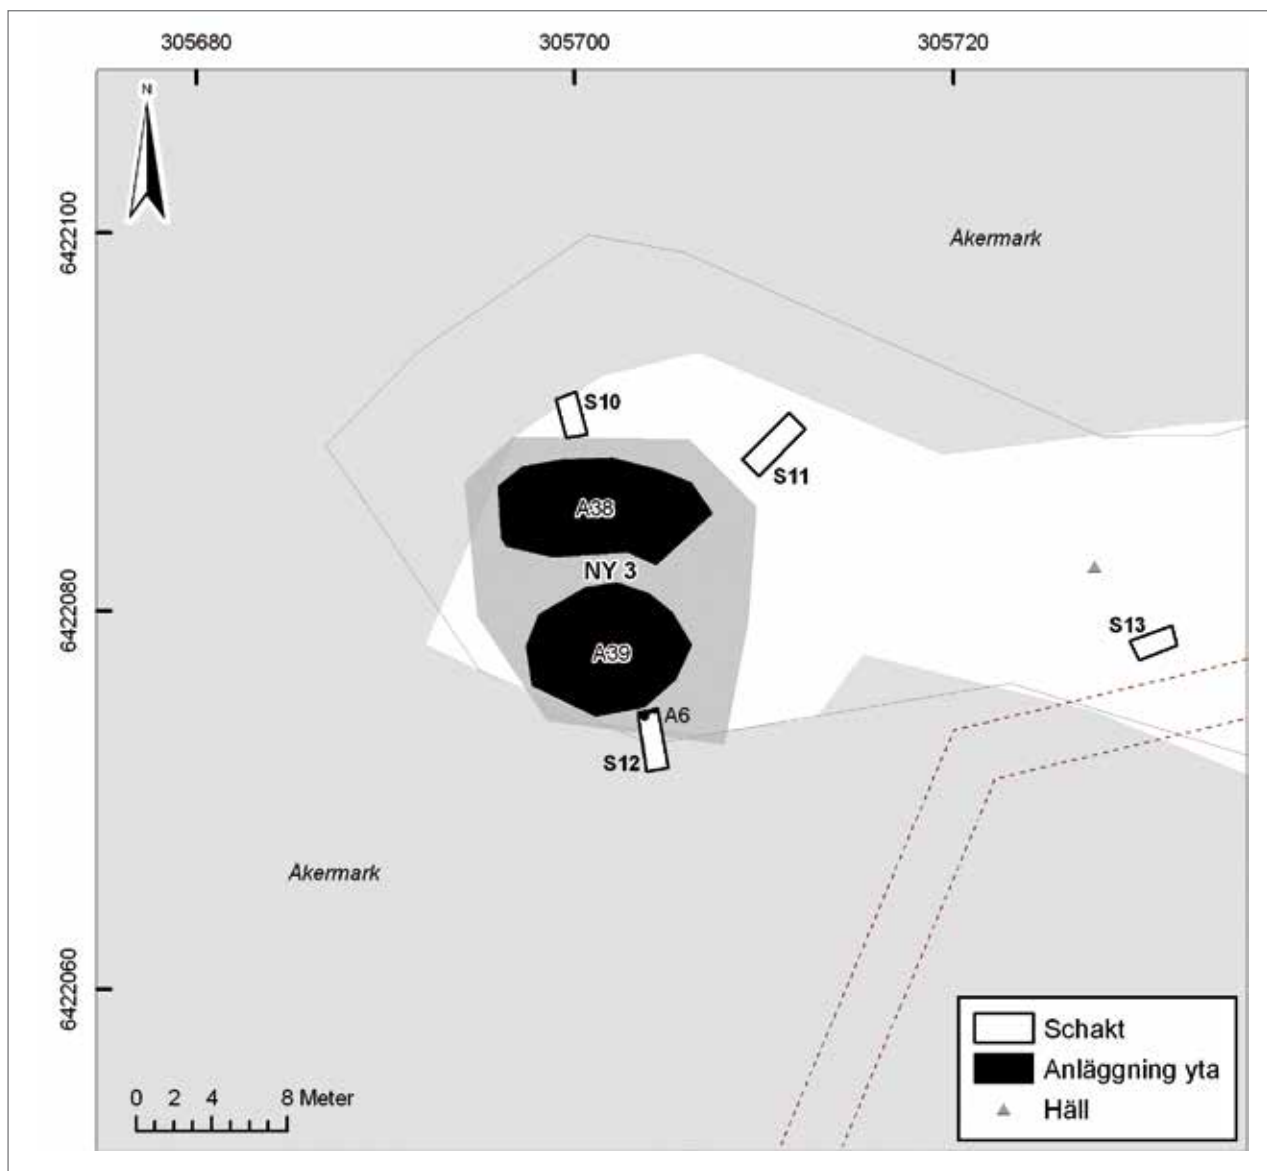 305680
305700
305720
N
6422100
Åkermark
S10
S11
A38
NY 3
6422080
S13
A39
A6
S12
Åkermark
6422060
Schakt
Anläggning yta
Häll
0 2 4 8 Meter